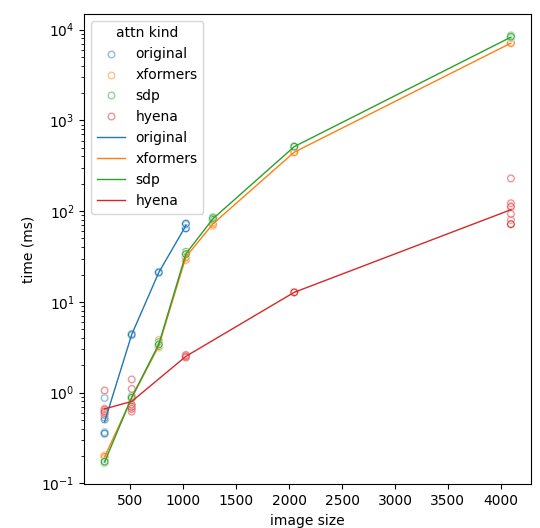 attn kind
original
xformers
sdp
hyena
original
xformers
sdp
hyena
10⁴
10³
10²
10¹
10⁰
10⁻¹
time (ms)
500 1000 1500 2000 2500 3000 3500 4000
image size